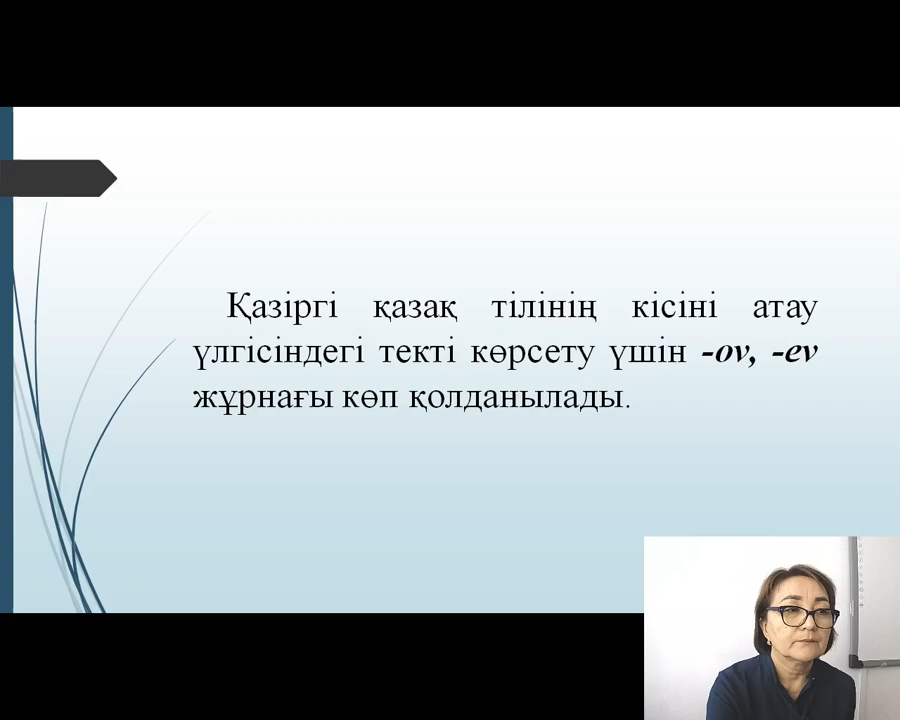 Қазіргі қазақ тілінің кісіні атау
үлгісіндегі текті көрсету үшін -ov, -ev
жұрнағы көп қолданылады.